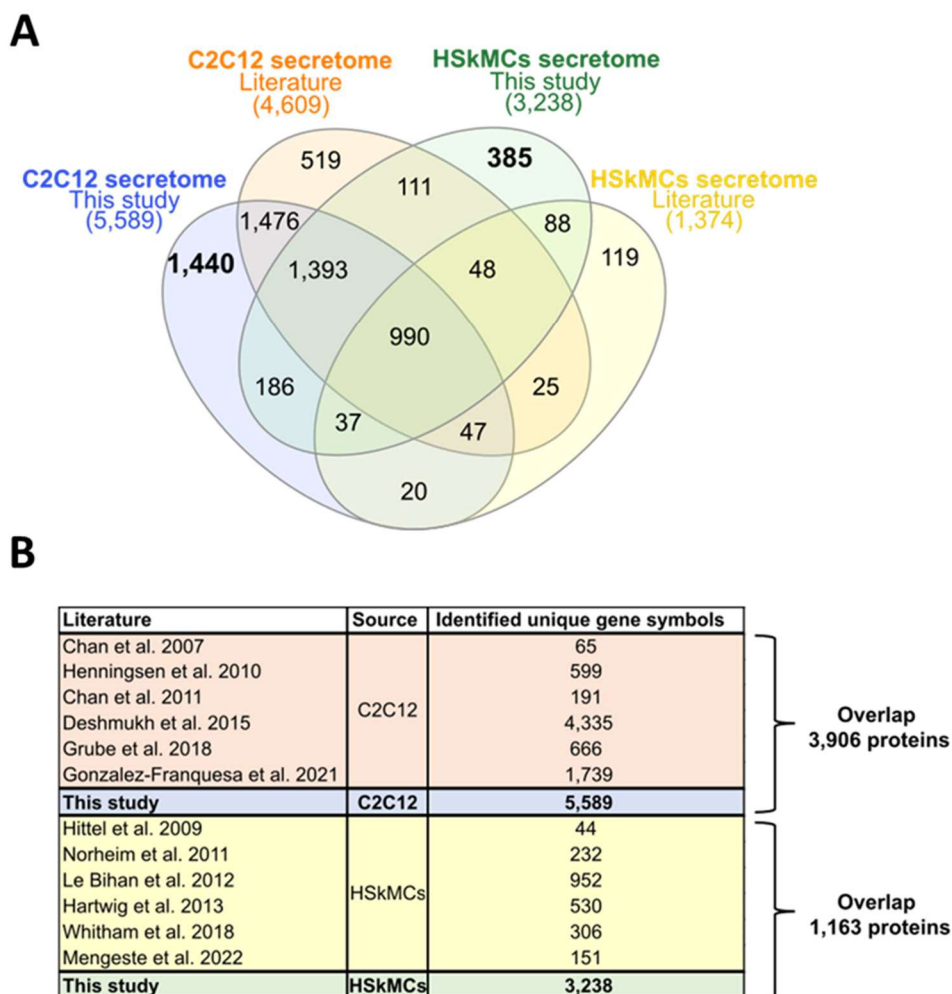 A
C2C12 secretome
Literature
(4,609)
HSkMCs secretome
This study
(3,238)
C2C12 secretome
This study
(5,589)
HSkMCs secretome
Literature
(1,374)
519
111
385
88
119
1,476
1,440
1,393
48
990
186
37
47
25
20
B
Literature Source Identified unique gene symbols
Chan et al. 2007 65
Henningsen et al. 2010 599
Chan et al. 2011 191
C2C12
Deshmukh et al. 2015 4,335
Grube et al. 2018 666
Gonzalez-Franquesa et al. 2021 1,739
This study C2C12 5,589
Overlap
3,906 proteins
Hittel et al. 2009 44
Norheim et al. 2011 232
Le Bihan et al. 2012 952
HSkMCs
Hartwig et al. 2013 530
Whitham et al. 2018 306
Mengeste et al. 2022 151
This study HSkMCs 3,238
Overlap
1,163 proteins